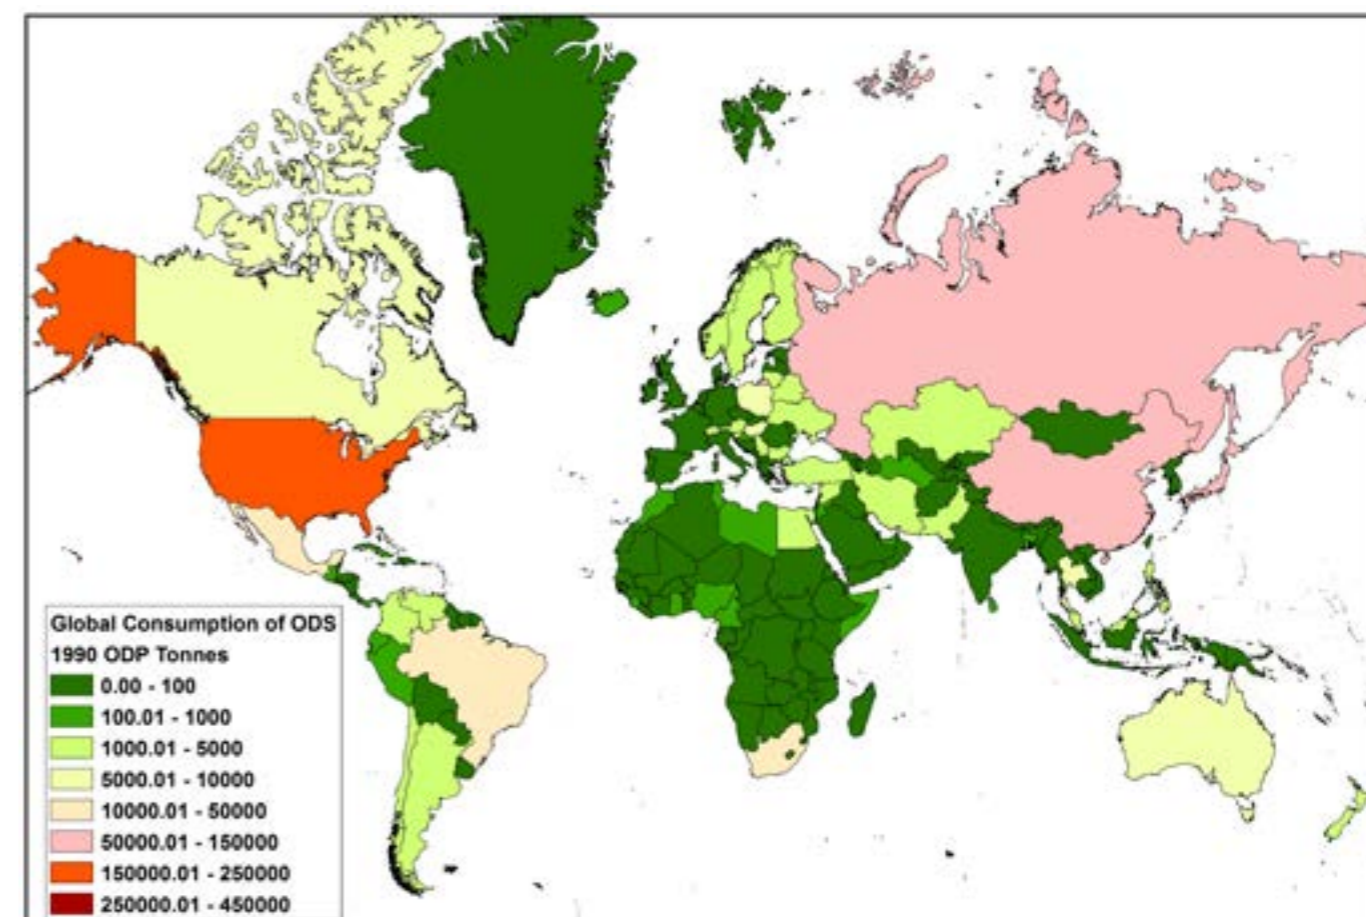 Global Consumption of ODS
1990 ODP Tonnes
0.00 - 100
100.01 - 1000
1000.01 - 5000
5000.01 - 10000
10000.01 - 50000
50000.01 - 150000
150000.01 - 250000
250000.01 - 450000